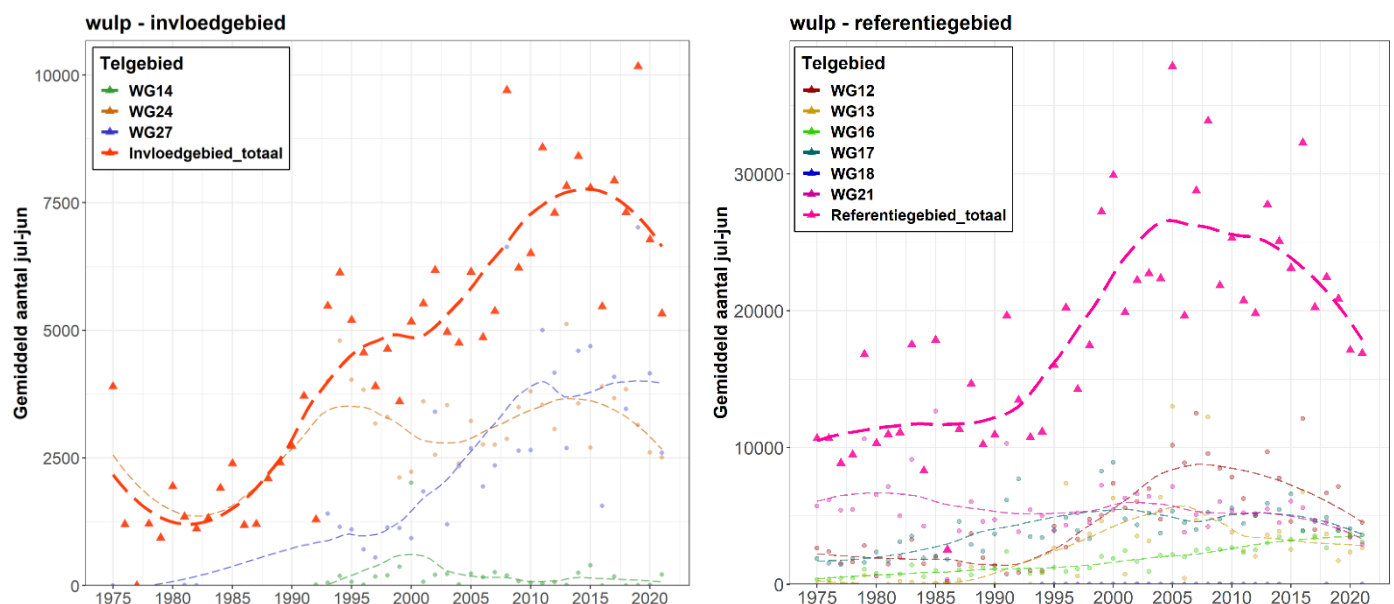 wulp - invloedgebied
Gemiddeld aantal jul-jun
10000
7500
5000
2500
0
Telgebied
WG14
WG24
WG27
Invloedgebied_totaal
1975 1980 1985 1990 1995 2000 2005 2010 2015 2020
wulp - referentiegebied
Gemiddeld aantal jul-jun
30000
20000
10000
0
Telgebied
WG12
WG13
WG16
WG17
WG18
WG21
Referentiegebied_totaal
1975 1980 1985 1990 1995 2000 2005 2010 2015 2020